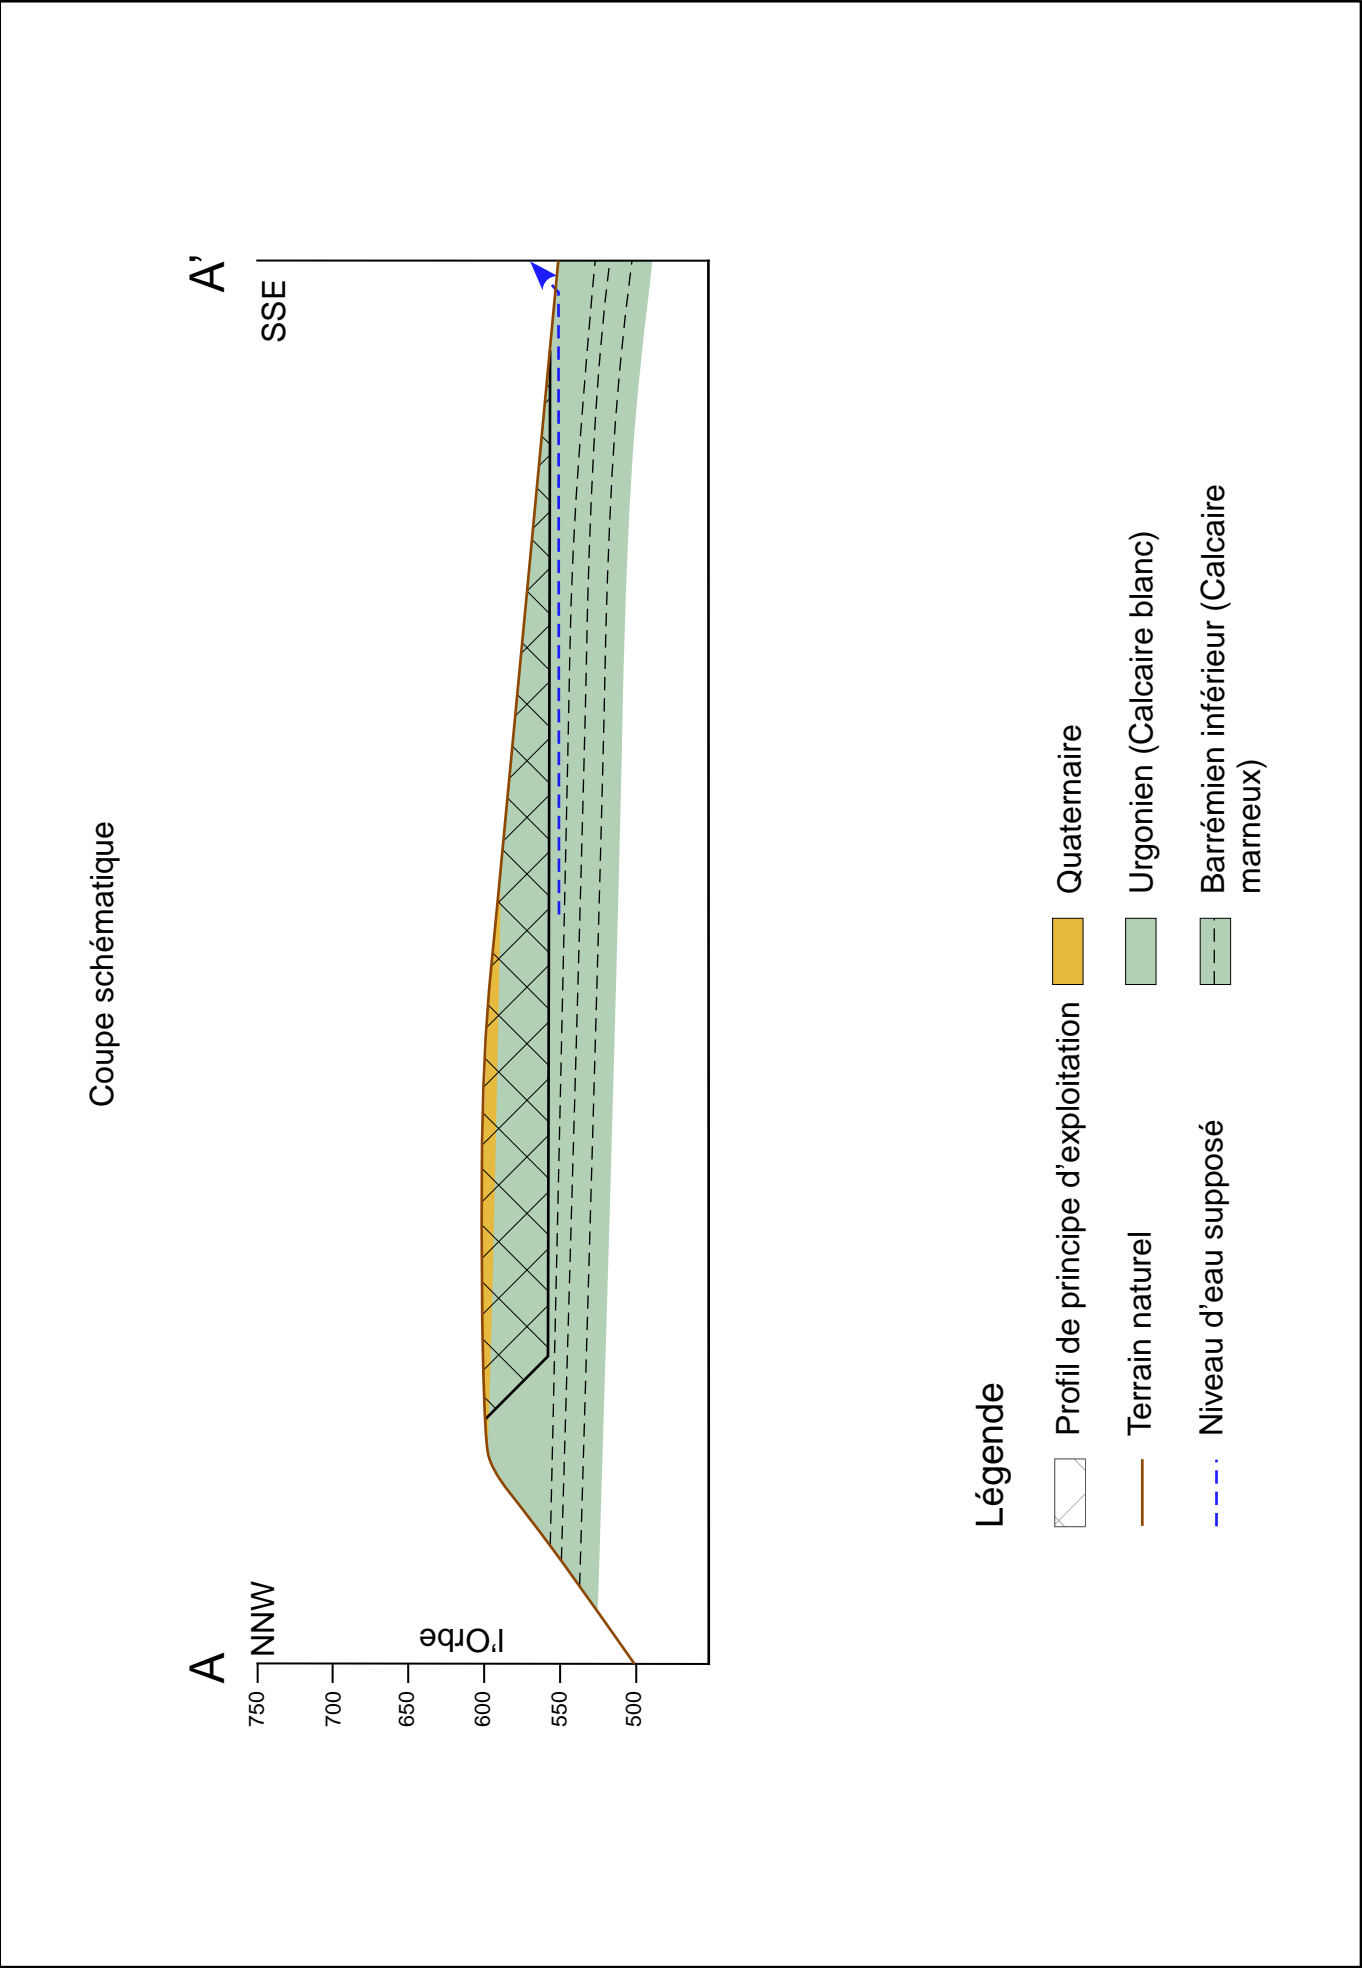 Coupe schématique
A
A’
NNW
SSE
l’Orbe
750
700
650
600
550
500
Légende
Profil de principe d’exploitation
Terrain naturel
Niveau d’eau supposé
Quaternaire
Urgonien (Calcaire blanc)
Barrémien inférieur (Calcaire
marneux)